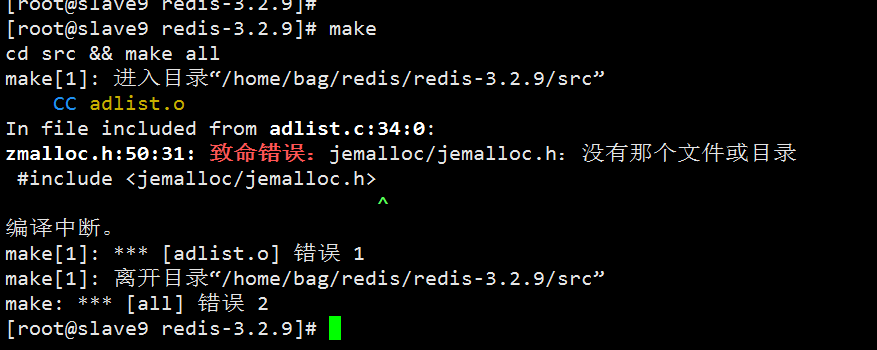 [root@slave9 redis-3.2.9]#
[root@slave9 redis-3.2.9]# make
cd src && make all
make[1]: 进入目录“/home/bag/redis/redis-3.2.9/src”
    CC adlist.o
In file included from adlist.c:34:0:
zmalloc.h:50:31: 致命错误：jemalloc/jemalloc.h：没有那个文件或目录
 #include <jemalloc/jemalloc.h>
                               ^
编译中断。
make[1]: *** [adlist.o] 错误 1
make[1]: 离开目录“/home/bag/redis/redis-3.2.9/src”
make: *** [all] 错误 2
[root@slave9 redis-3.2.9]#